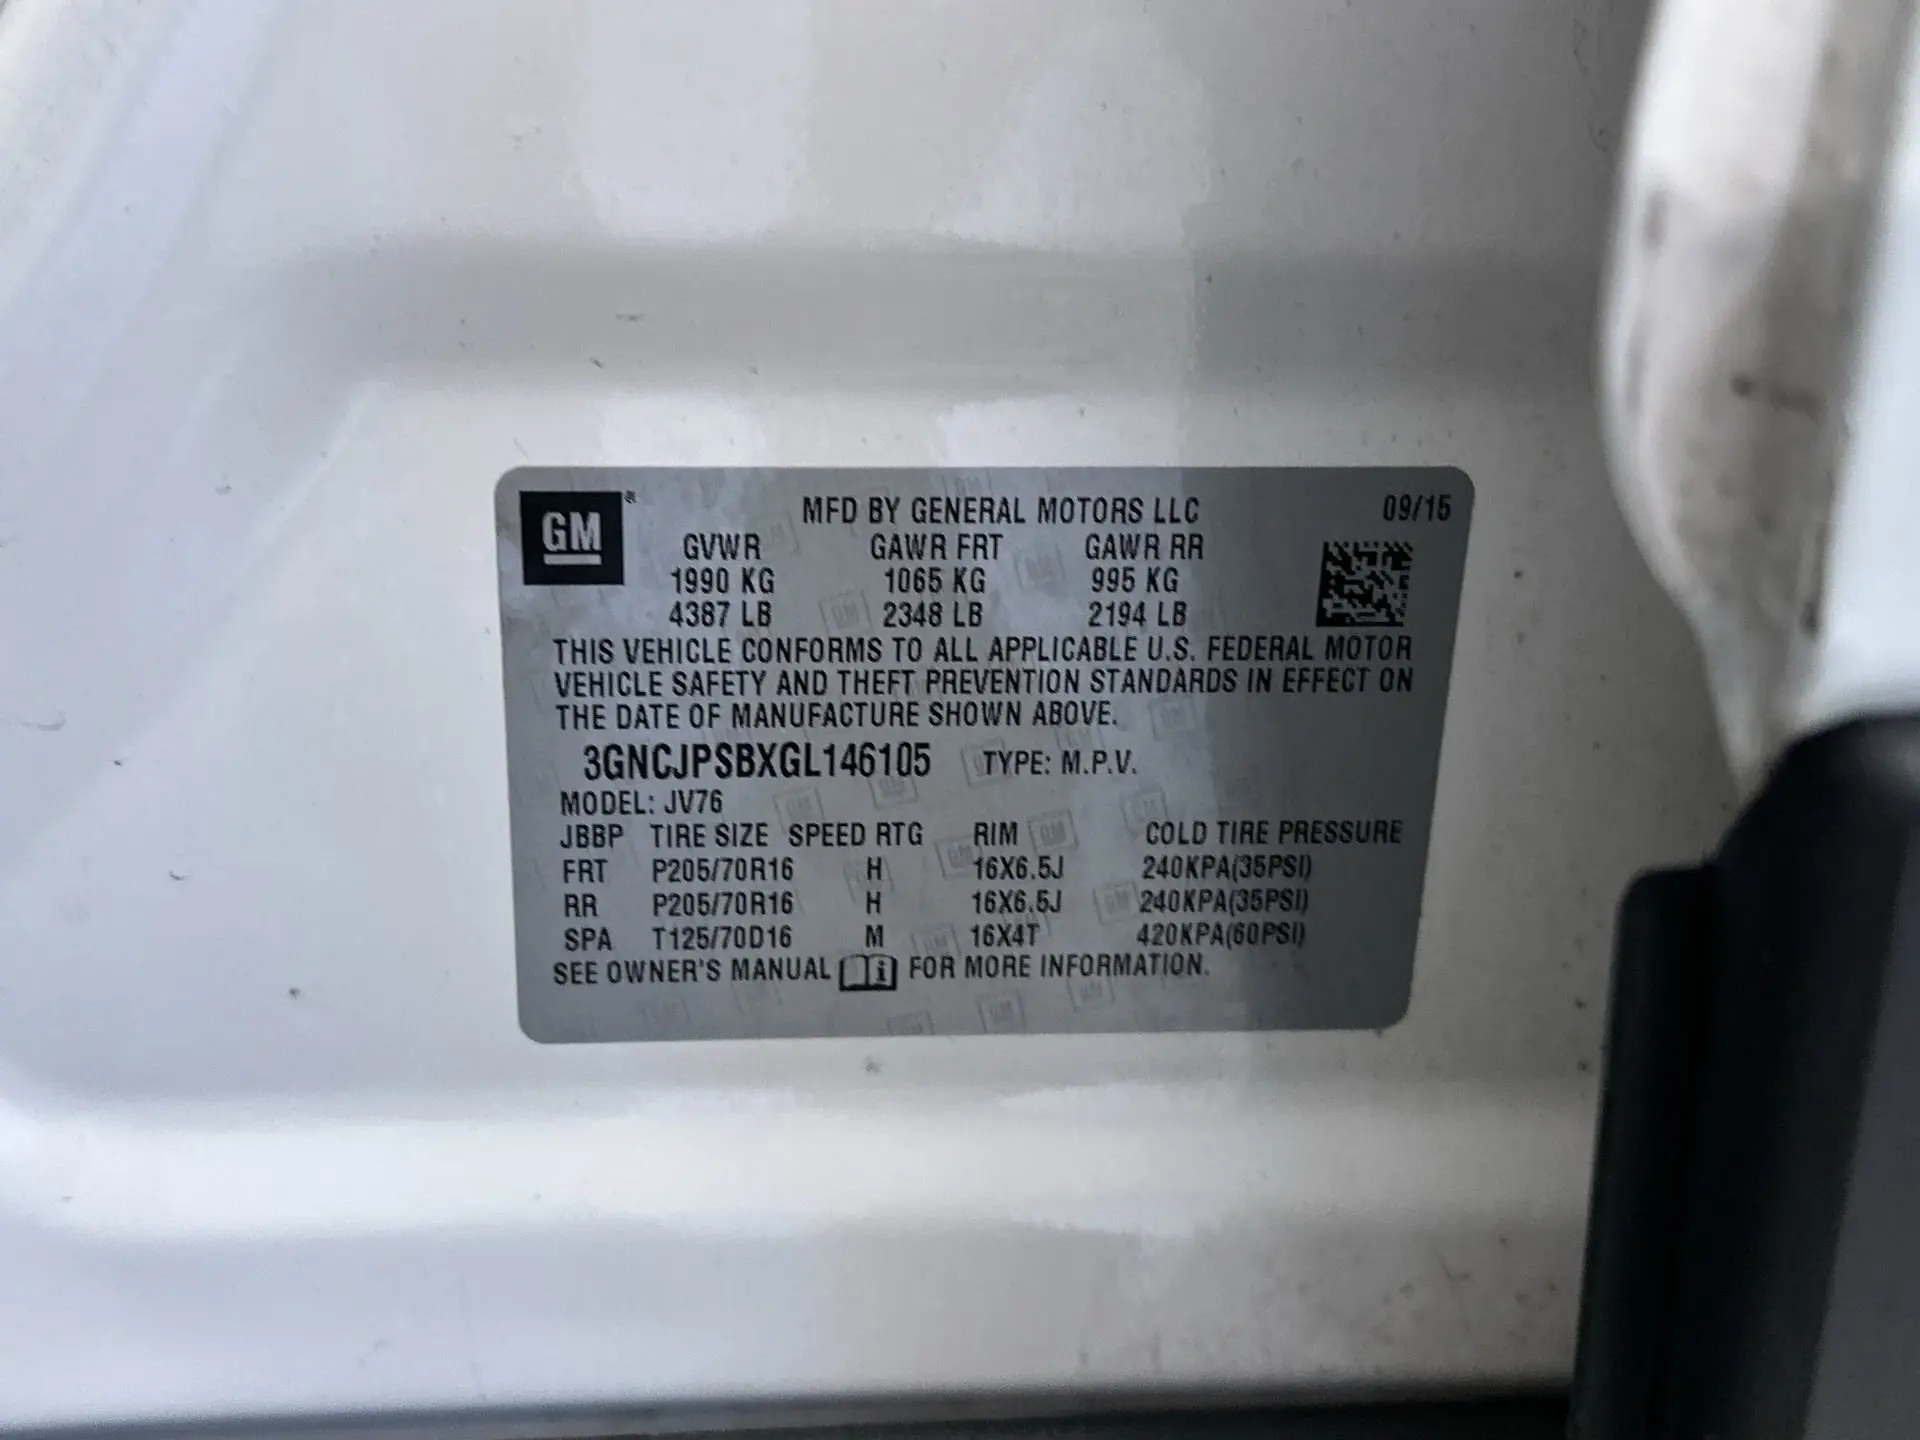 GM®
MFD BY GENERAL MOTORS LLC 09/15
GVWR GAWR FRT GAWR RR
1990 KG 1065 KG 995 KG
4387 LB 2348 LB 2194 LB
THIS VEHICLE CONFORMS TO ALL APPLICABLE U.S. FEDERAL MOTOR
VEHICLE SAFETY AND THEFT PREVENTION STANDARDS IN EFFECT ON
THE DATE OF MANUFACTURE SHOWN ABOVE.
3GNCJPSBXGL146105 TYPE: M.P.V.
MODEL: JV76
JBBP TIRE SIZE SPEED RTG RIM COLD TIRE PRESSURE
FRT P205/70R16 H 16X6.5J 240KPA(35PSI)
RR P205/70R16 H 16X6.5J 240KPA(35PSI)
SPA T125/70D16 M 16X4T 420KPA(60PSI)
SEE OWNER'S MANUAL i FOR MORE INFORMATION.